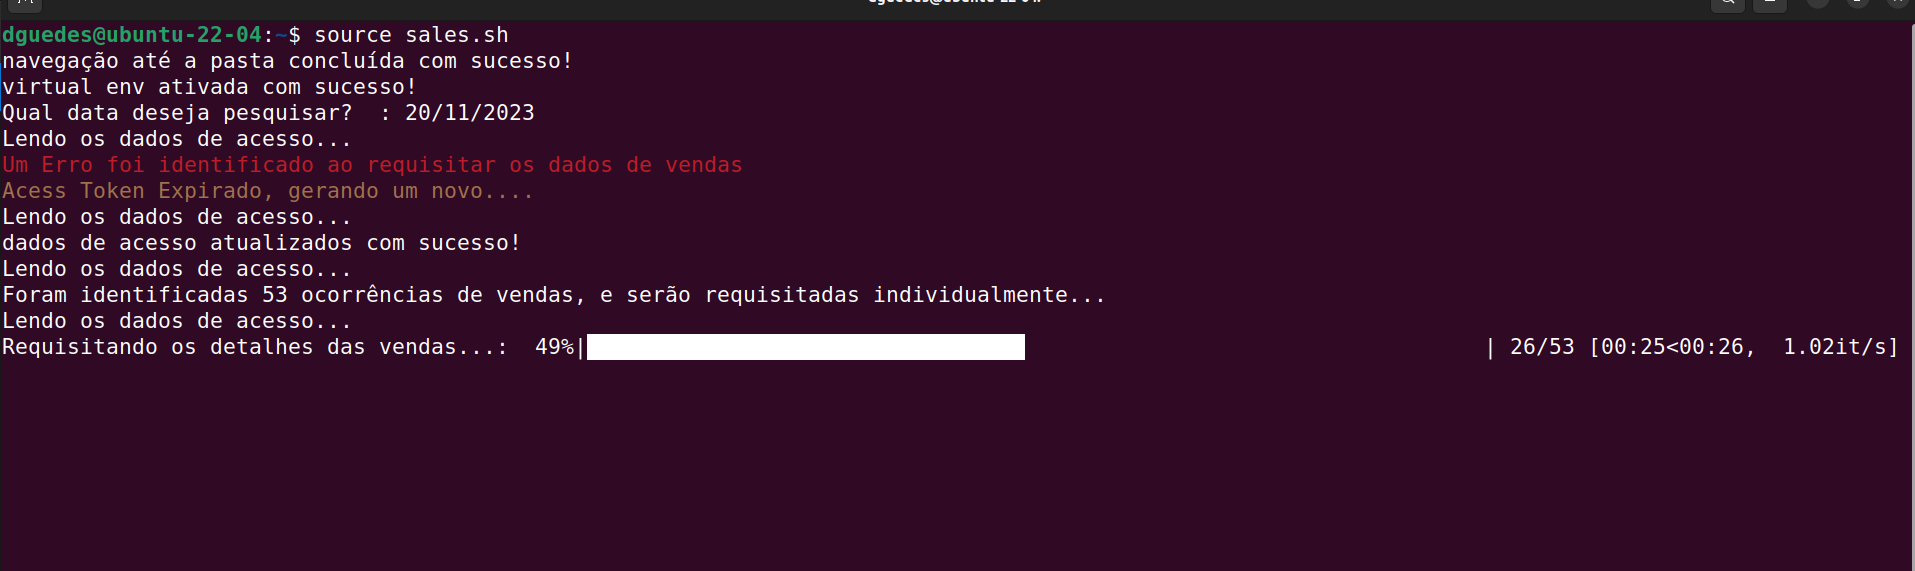 dguedes@ubuntu-22-04:~$ source sales.sh
navegação até a pasta concluída com sucesso!
virtual env ativada com sucesso!
Qual data deseja pesquisar?  : 20/11/2023
Lendo os dados de acesso...
Um Erro foi identificado ao requisitar os dados de vendas
Acess Token Expirado, gerando um novo....
Lendo os dados de acesso...
dados de acesso atualizados com sucesso!
Lendo os dados de acesso...
Foram identificadas 53 ocorrências de vendas, e serão requisitadas individualmente...
Lendo os dados de acesso...
Requisitando os detalhes das vendas...:  49%| | 26/53 [00:25<00:26,  1.02it/s]